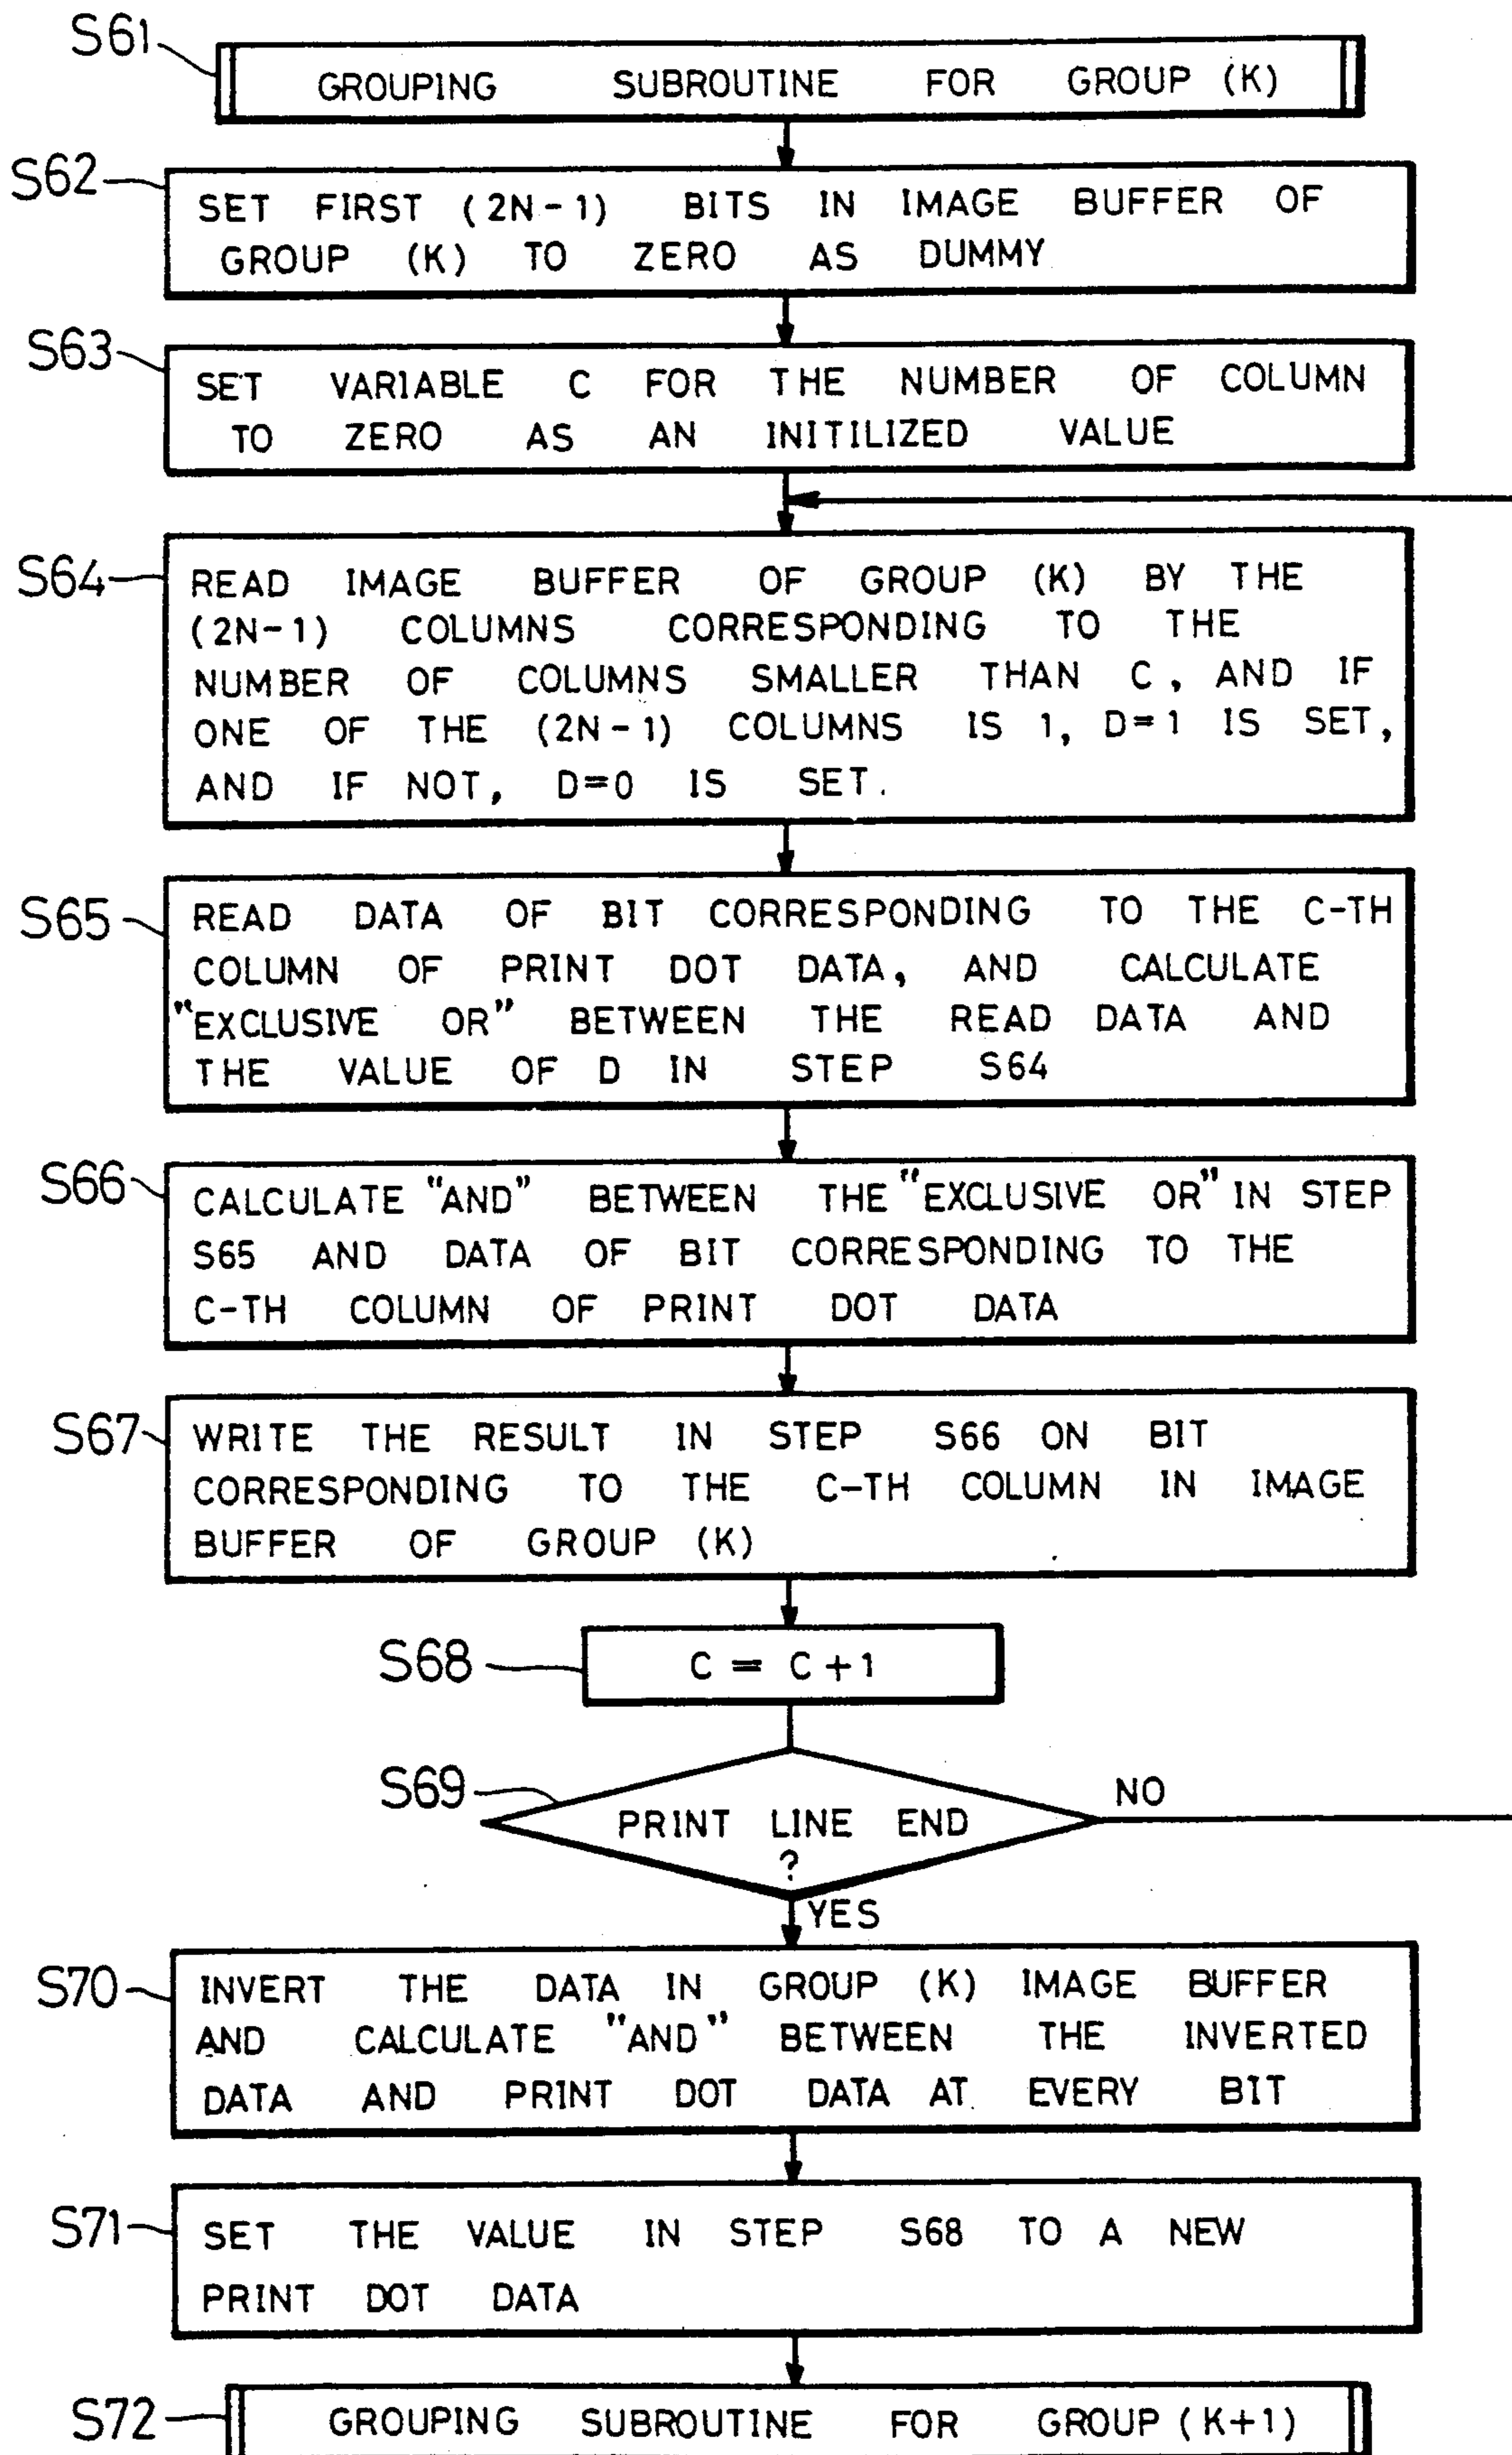 S61
GROUPING SUBROUTINE FOR GROUP (K)
S62
SET FIRST (2N-1) BITS IN IMAGE BUFFER OF
GROUP (K) TO ZERO AS DUMMY
S63
SET VARIABLE C FOR THE NUMBER OF COLUMN
TO ZERO AS AN INITILIZED VALUE
S64
READ IMAGE BUFFER OF GROUP (K) BY THE
(2N-1) COLUMNS CORRESPONDING TO THE
NUMBER OF COLUMNS SMALLER THAN C, AND IF
ONE OF THE (2N-1) COLUMNS IS 1, D=1 IS SET,
AND IF NOT, D=0 IS SET.
S65
READ DATA OF BIT CORRESPONDING TO THE C-TH
COLUMN OF PRINT DOT DATA, AND CALCULATE
"EXCLUSIVE OR" BETWEEN THE READ DATA AND
THE VALUE OF D IN STEP S64
S66
CALCULATE "AND" BETWEEN THE "EXCLUSIVE OR" IN STEP
S65 AND DATA OF BIT CORRESPONDING TO THE
C-TH COLUMN OF PRINT DOT DATA
S67
WRITE THE RESULT IN STEP S66 ON BIT
CORRESPONDING TO THE C-TH COLUMN IN IMAGE
BUFFER OF GROUP (K)
S68
C = C+1
S69
PRINT LINE END
?
NO
YES
S70
INVERT THE DATA IN GROUP (K) IMAGE BUFFER
AND CALCULATE "AND" BETWEEN THE INVERTED
DATA AND PRINT DOT DATA AT EVERY BIT
S71
SET THE VALUE IN STEP S68 TO A NEW
PRINT DOT DATA
S72
GROUPING SUBROUTINE FOR GROUP (K+1)